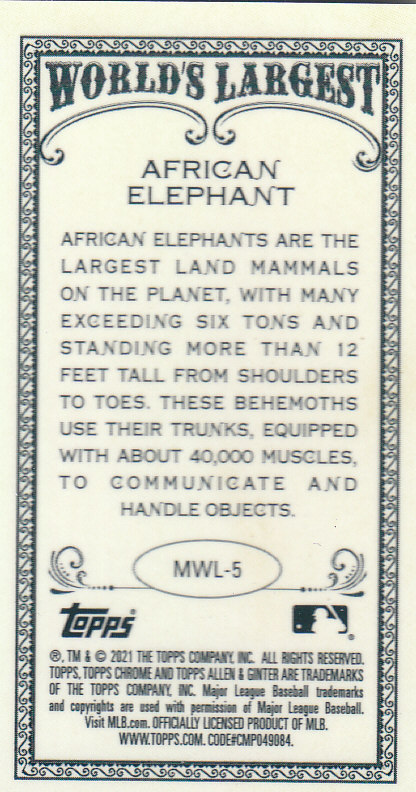 WORLD'S LARGEST
AFRICAN
ELEPHANT
AFRICAN ELEPHANTS ARE THE
LARGEST LAND MAMMALS
ON THE PLANET, WITH MANY
EXCEEDING SIX TONS AND
STANDING MORE THAN 12
FEET TALL FROM SHOULDERS
TO TOES. THESE BEHEMOTHS
USE THEIR TRUNKS, EQUIPPED
WITH ABOUT 40,000 MUSCLES,
TO COMMUNICATE AND
HANDLE OBJECTS.
MWL-5
Topps®
®, TM & © 2021 THE TOPPS COMPANY, INC. ALL RIGHTS RESERVED.
TOPPS, TOPPS CHROME AND TOPPS ALLEN & GINTER ARE TRADEMARKS
OF THE TOPPS COMPANY, INC. Major League Baseball trademarks
and copyrights are used with permission of Major League Baseball.
Visit MLB.com. OFFICIALLY LICENSED PRODUCT OF MLB.
WWW.TOPPS.COM. CODE#CMP049084.